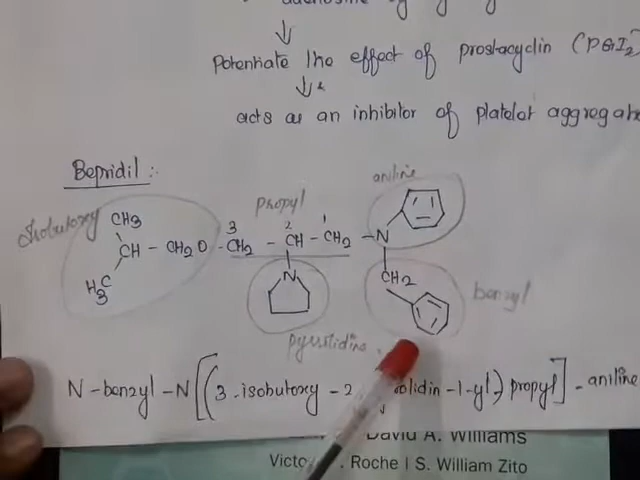 Potentiate the effect of prostacyclin (PGI2
acts as an inhibitor of platelet aggregate
Bepridil :-
aniline
propyl
Isobutoxy
CH3
3 2 1
CH - CH2O - CH2 - CH - CH2 - N
H3C
N
CH2
benzyl
pyrrolidine
N-benzyl-N[(3-isobutoxy-2 olidin-1-yl) propyl]-aniline
David A. Williams
Victo . Roche | S. William Zito